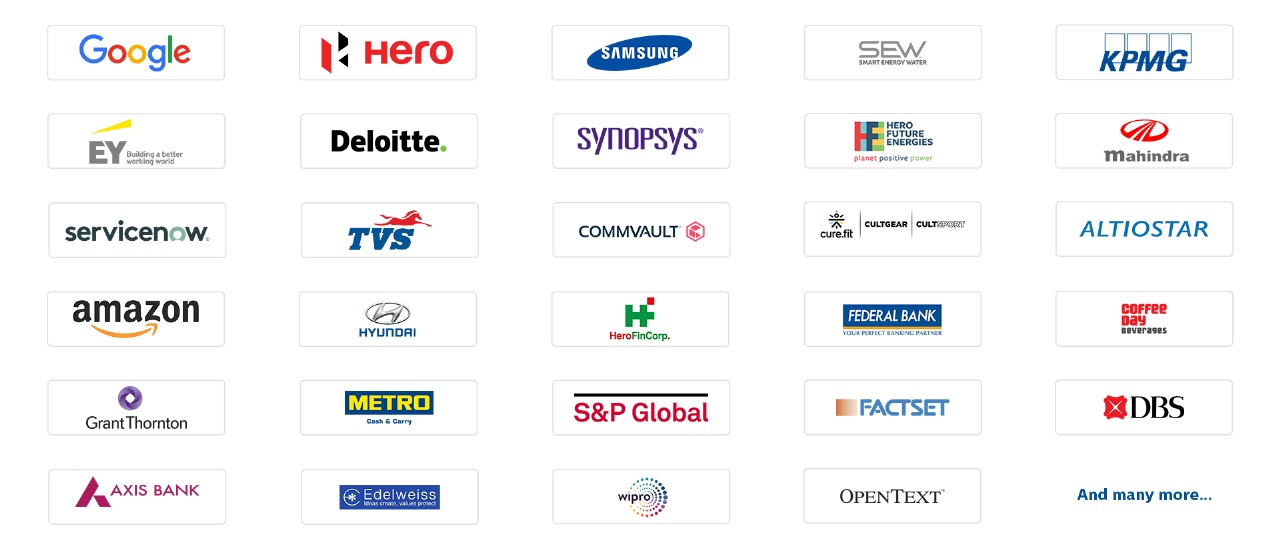 Google
Hero
SAMSUNG
SEW
SMART ENERGY WATER
KPMG
EY
Building a better
working world
Deloitte.
SYNOPSYS®
HERO
FUTURE
ENERGIES
planet positive power
HE
mahindra
servicenow
TVS
COMMVAULT
cure.fit
CULTGEAR
CULTSPORT
ALTIOSTAR
amazon
HYUNDAI
HeroFinCorp.
FEDERAL BANK
YOUR PERFECT BANKING PARTNER
COFFEE
DAY
Beverages
Grant Thornton
METRO
Cash & Carry
S&P Global
FACTSET
DBS
AXIS BANK
Edelweiss
Ideas create, values protect
wipro
OPENTEXT™
And many more...